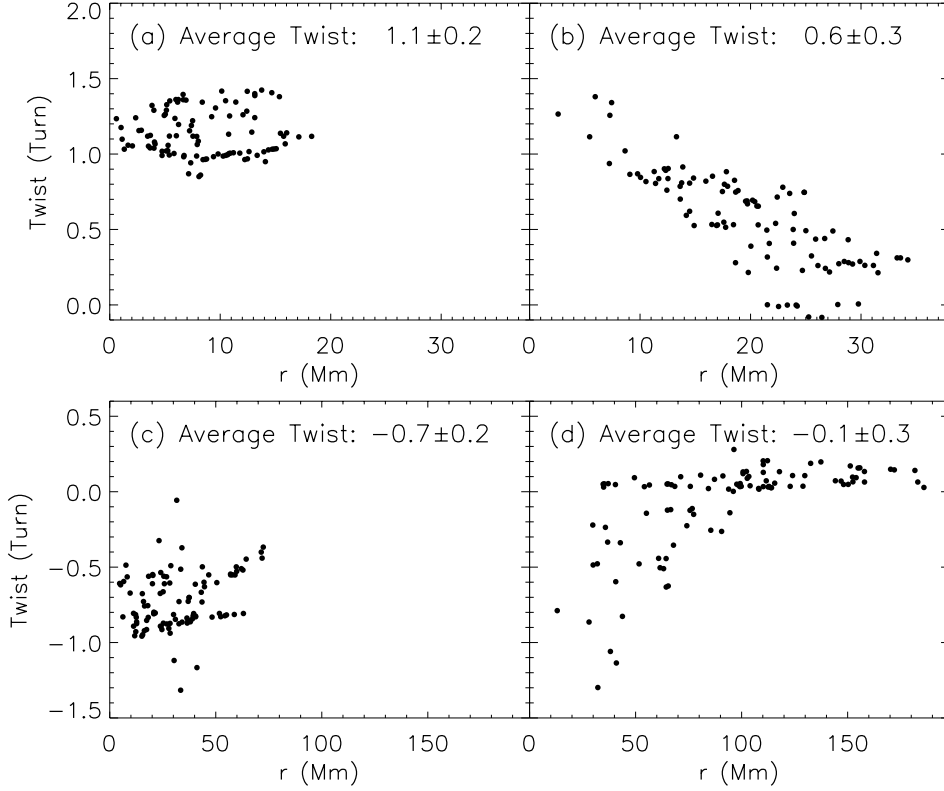 (a) Average Twist: 1.1±0.2
(b) Average Twist: 0.6±0.3
2.0
1.5
1.0
0.5
0.0
Twist (Turn)
0 10 20 30
0 10 20 30
r (Mm)
r (Mm)
(c) Average Twist: −0.7±0.2
(d) Average Twist: −0.1±0.3
0.5
0.0
−0.5
−1.0
−1.5
Twist (Turn)
0 50 100 150
0 50 100 150
r (Mm)
r (Mm)